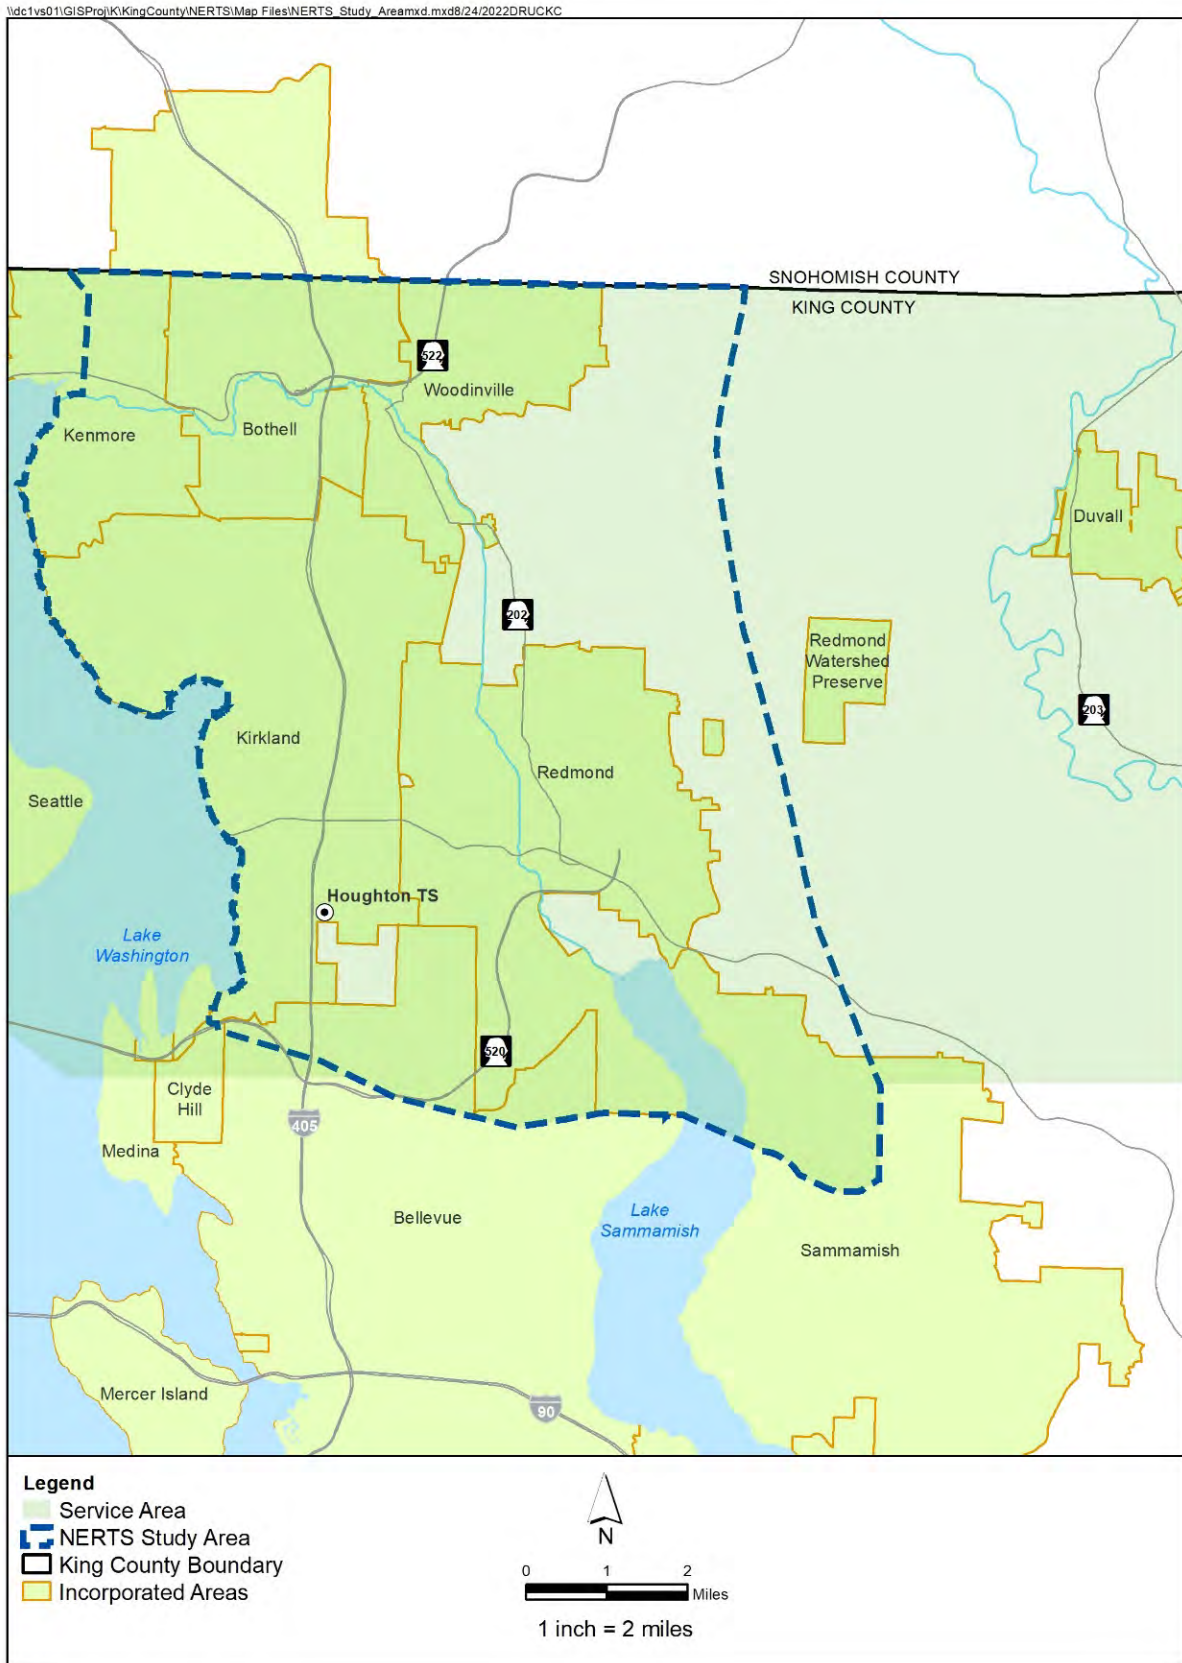 \\dc1vs01\GISProj\K\KingCounty\NERTS\Map Files\NERTS_Study_Areamxd.mxd8/24/2022DRUCKC
SNOHOMISH COUNTY
KING COUNTY
522
Woodinville
Kenmore
Bothell
Duvall
202
Redmond
Watershed
Preserve
203
Kirkland
Redmond
Seattle
Houghton TS
Lake
Washington
520
Clyde
Hill
405
Medina
Bellevue
Lake
Sammamish
Sammamish
Mercer Island
90
Legend
Service Area
NERTS Study Area
King County Boundary
Incorporated Areas
N
0 1 2
Miles
1 inch = 2 miles